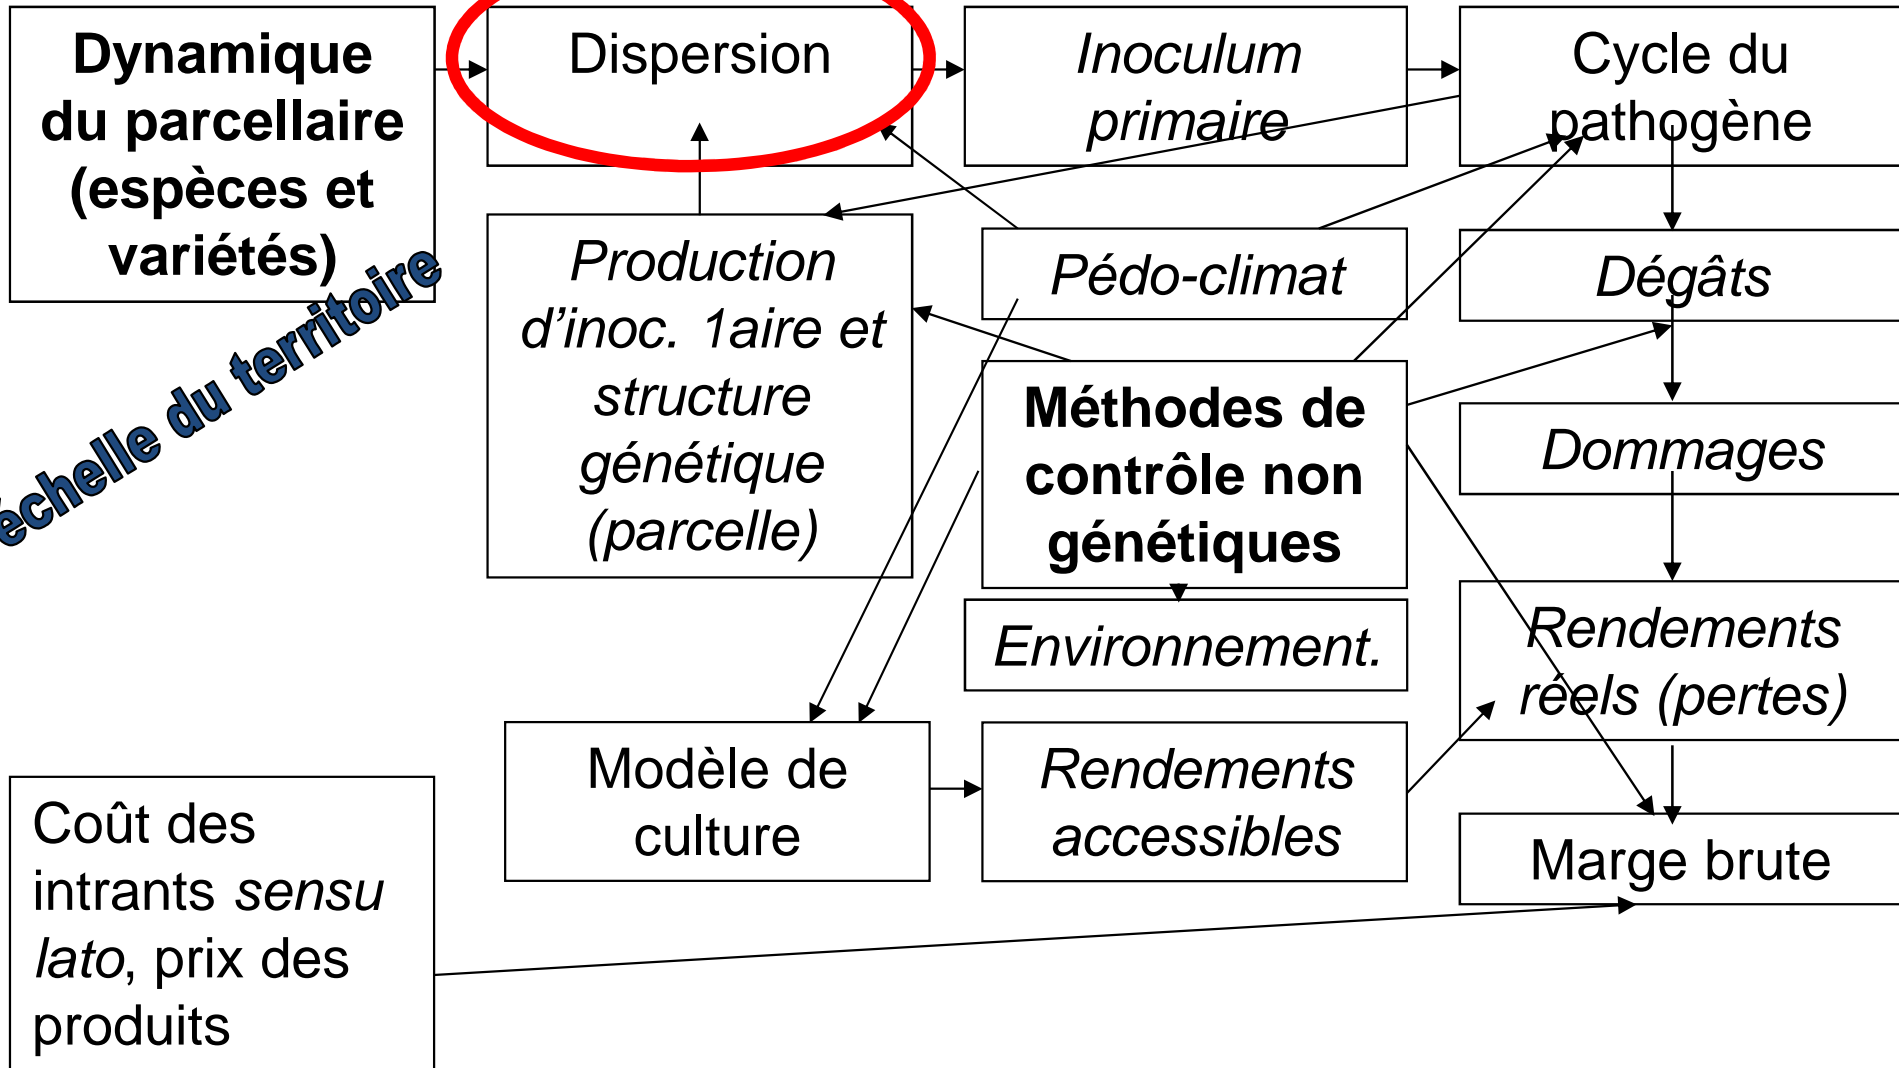 Dynamique
du parcellaire
(espèces et
variétés)
Dispersion
Inoculum
primaire
Cycle du
pathogène
échelle du territoire
Production
d’inoc. 1aire et
structure
génétique
(parcelle)
Pédo-climat
Dégâts
Méthodes de
contrôle non
génétiques
Dommages
Environnement.
Rendements
réels (pertes)
Modèle de
culture
Rendements
accessibles
Marge brute
Coût des
intrants sensu
lato, prix des
produits